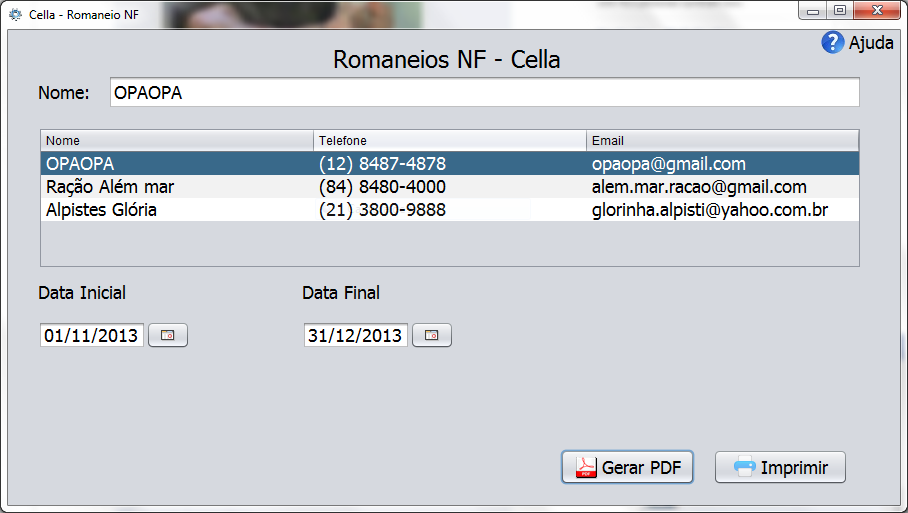 Cella - Romaneio NF
Ajuda
Romaneios NF - Cella
Nome: OPAOPA
Nome Telefone Email
OPAOPA (12) 8487-4878 opaopa@gmail.com
Ração Além mar (84) 8480-4000 alem.mar.racao@gmail.com
Alpistes Glória (21) 3800-9888 glorinha.alpisti@yahoo.com.br
Data Inicial Data Final
01/11/2013 31/12/2013
PDF Gerar PDF Imprimir